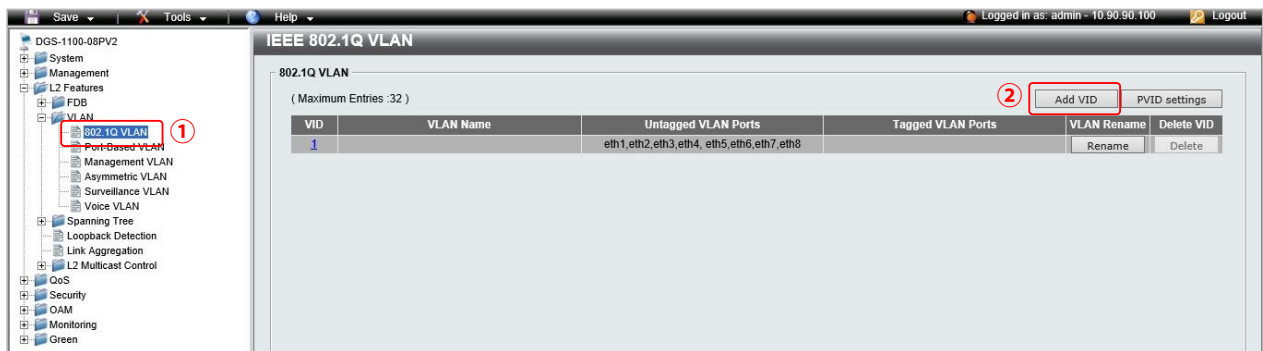 Save Tools Help Logged in as: admin - 10.90.90.100 Logout
DGS-1100-08PV2
System
Management
L2 Features
FDB
VLAN
802.1Q VLAN ①
Port-Based VLAN
Management VLAN
Asymmetric VLAN
Surveillance VLAN
Voice VLAN
Spanning Tree
Loopback Detection
Link Aggregation
L2 Multicast Control
QoS
Security
OAM
Monitoring
Green
IEEE 802.1Q VLAN
802.1Q VLAN
( Maximum Entries :32 ) ② Add VID PVID settings
VID VLAN Name Untagged VLAN Ports Tagged VLAN Ports VLAN Rename Delete VID
1 eth1,eth2,eth3,eth4, eth5,eth6,eth7,eth8 Rename Delete